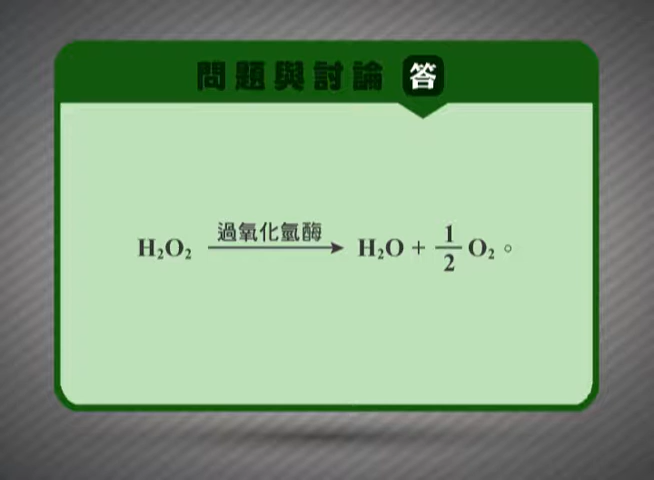 問題與討論 答
過氧化氫酶
H₂O₂ ⟶ H₂O + 1/2 O₂。